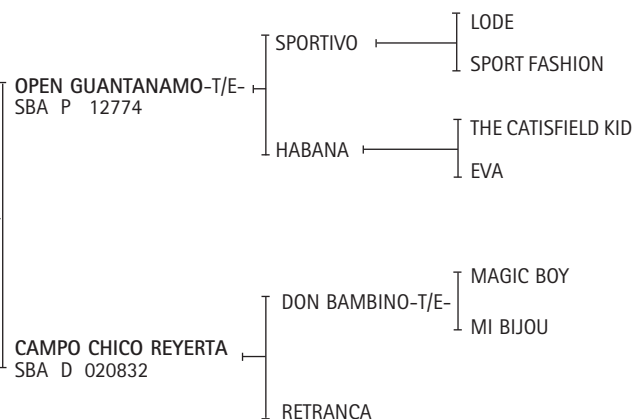 LODE
SPORTIVO
SPORT FASHION
OPEN GUANTANAMO-T/E-
SBA P 12774
THE CATISFIELD KID
HABANA
EVA
MAGIC BOY
DON BAMBINO-T/E-
MI BIJOU
CAMPO CHICO REYERTA
SBA D 020832
RETRANCA